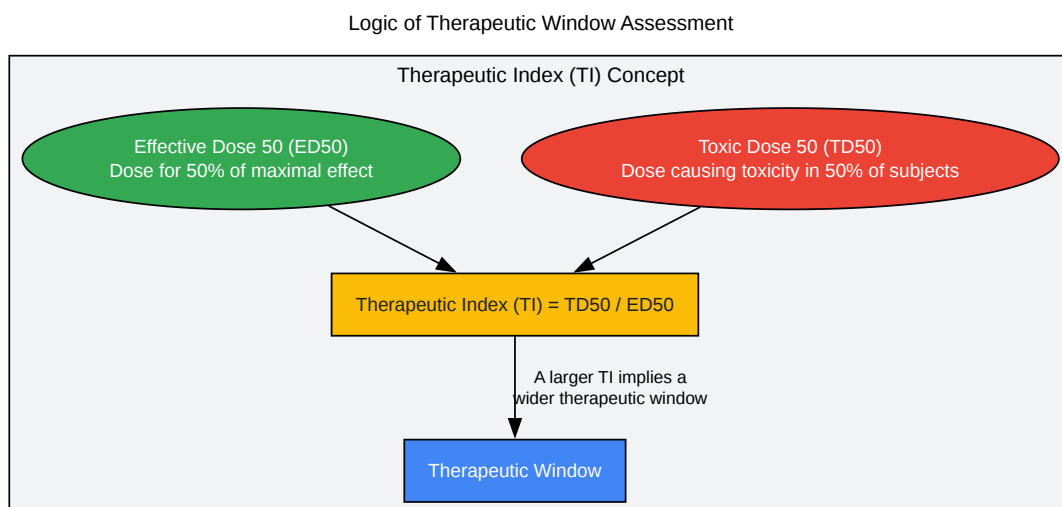 Logic of Therapeutic Window Assessment
Therapeutic Index (TI) Concept
Effective Dose 50 (ED50)
Dose for 50% of maximal effect
Toxic Dose 50 (TD50)
Dose causing toxicity in 50% of subjects
Therapeutic Index (TI) = TD50 / ED50
A larger TI implies a
wider therapeutic window
Therapeutic Window